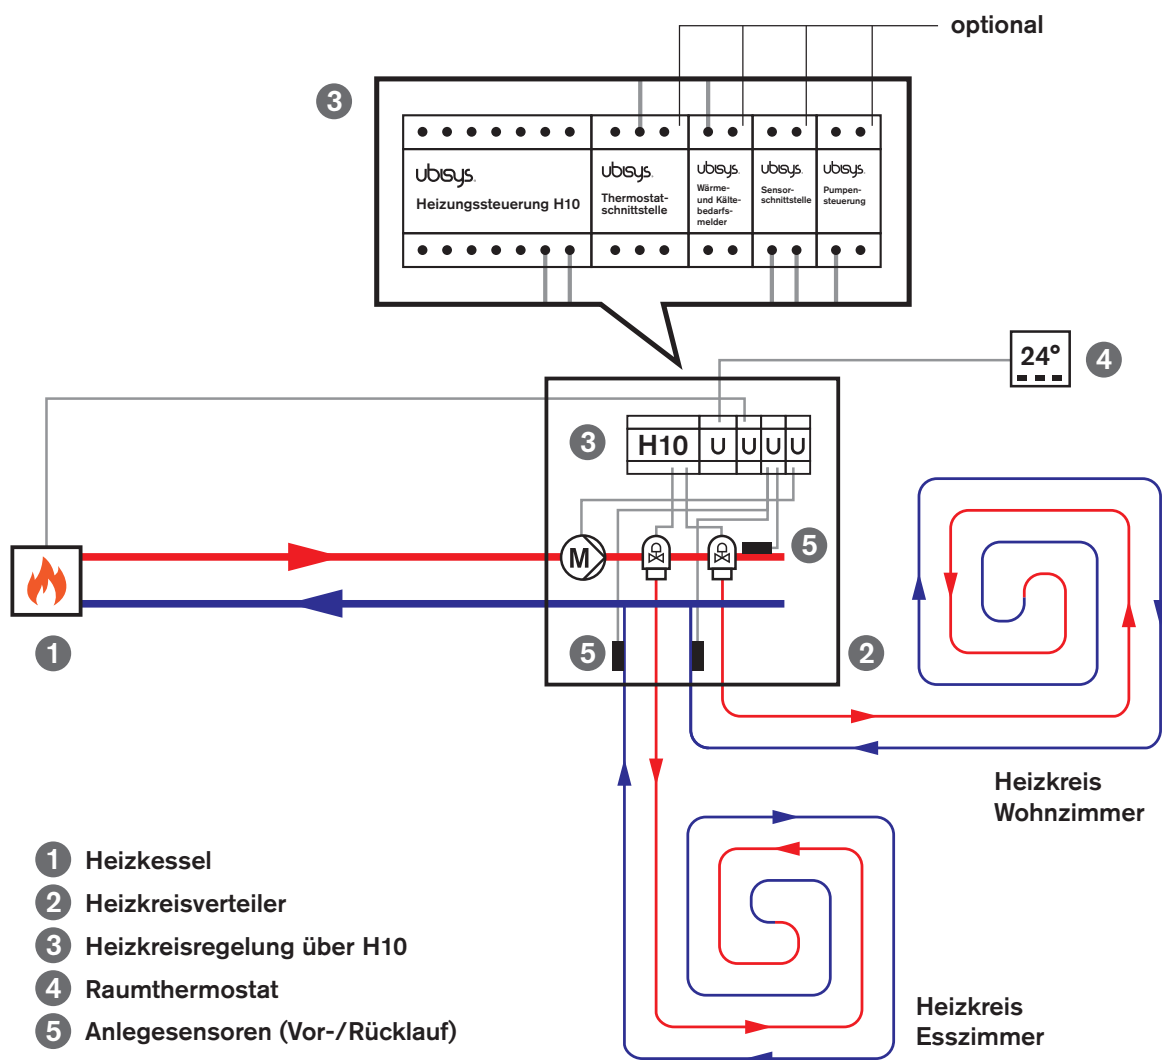 optional
3
ubisys.
Heizungssteuerung H10
ubisys.
Thermostat-
schnittstelle
ubisys.
Wärme-
und Kälte-
bedarfs-
melder
ubisys.
Sensor-
schnittstelle
ubisys.
Pumpen-
steuerung
24°
4
3
H10
U
U
U
U
M
5
1
5
2
Heizkreis
Wohnzimmer
1 Heizkessel
2 Heizkreisverteiler
3 Heizkreisregelung über H10
4 Raumthermostat
5 Anlegesensoren (Vor-/Rücklauf)
Heizkreis
Esszimmer